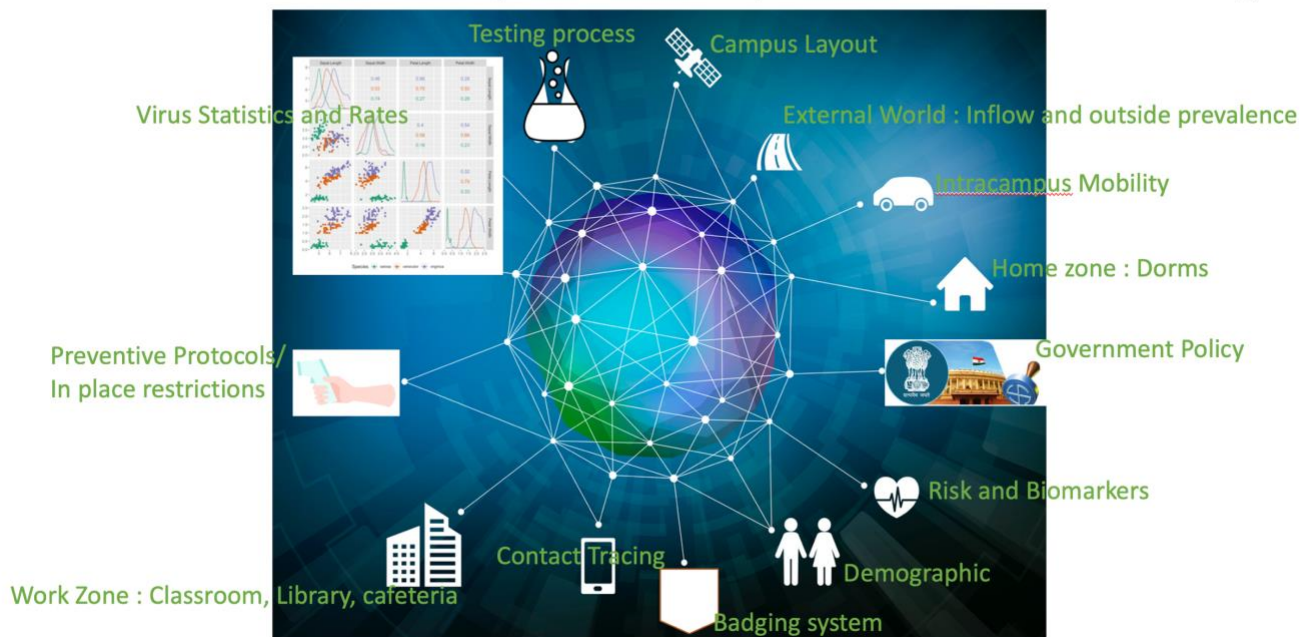 Testing process
Campus Layout
Virus Statistics and Rates
External World : Inflow and outside prevalence
Intracampus Mobility
Home zone : Dorms
Preventive Protocols/
In place restrictions
Government Policy
Risk and Biomarkers
Contact Tracing
Demographic
Work Zone : Classroom, Library, cafeteria
Badging system